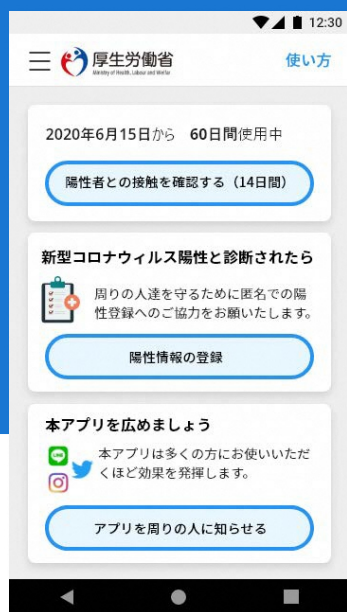 12:30
厚生労働省
Ministry of Health, Labour and Welfare
使い方
2020年6月15日から 60日間使用中
陽性者との接触を確認する（14日間）
新型コロナウィルス陽性と診断されたら
周りの人達を守るために匿名での陽
性登録へのご協力をお願いいたします。
陽性情報の登録
本アプリを広めましょう
LINE
本アプリは多くの方にお使いいただ
くほど効果を発揮します。
アプリを周りの人に知らせる